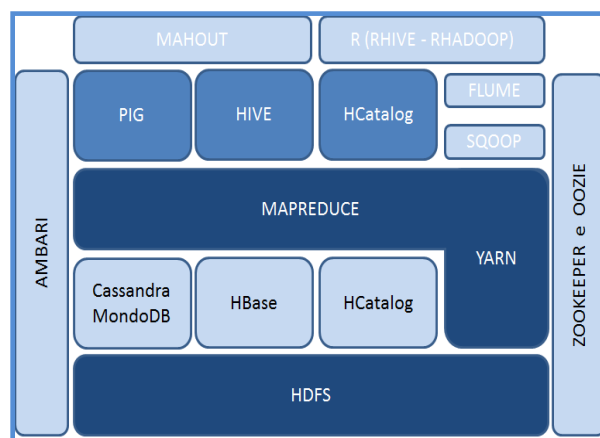 MAHOUT
R (RHIVE - RHADOOP)
AMBARI
PIG
HIVE
HCatalog
FLUME
SQOOP
ZOOKEEPER e OOZIE
MAPREDUCE
YARN
Cassandra
MondoDB
HBase
HCatalog
HDFS